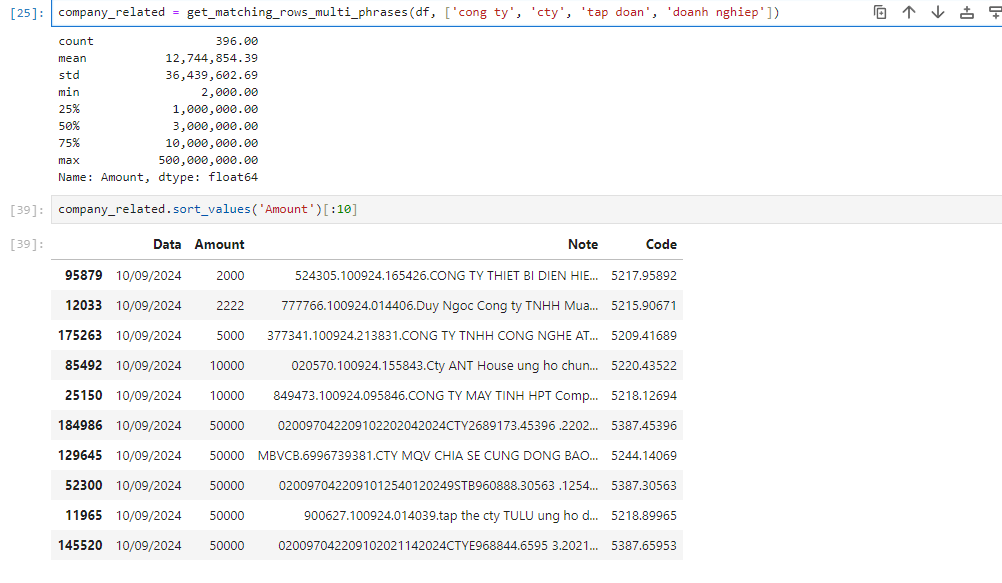 [25]: company_related = get_matching_rows_multi_phrases(df, ['cong ty', 'cty', 'tap doan', 'doanh nghiep'])
count 396.00
mean 12,744,854.39
std 36,439,602.69
min 2,000.00
25% 1,000,000.00
50% 3,000,000.00
75% 10,000,000.00
max 500,000,000.00
Name: Amount, dtype: float64
[39]: company_related.sort_values('Amount')[:10]
[39]:
Data Amount Note Code
95879 10/09/2024 2000 524305.100924.165426.CONG TY THIET BI DIEN HIE... 5217.95892
12033 10/09/2024 2222 777766.100924.014406.Duy Ngoc Cong ty TNHH Mua... 5215.90671
175263 10/09/2024 5000 377341.100924.213831.CONG TY TNHH CONG NGHE AT... 5209.41689
85492 10/09/2024 10000 020570.100924.155843.Cty ANT House ung ho chun... 5220.43522
25150 10/09/2024 10000 849473.100924.095846.CONG TY MAY TINH HPT Comp... 5218.12694
184986 10/09/2024 50000 020097042209102202042024CTY2689173.45396 .2202... 5387.45396
129645 10/09/2024 50000 MBVCB.6996739381.CTY MQV CHIA SE CUNG DONG BAO... 5244.14069
52300 10/09/2024 50000 0200970422091012540120249STB960888.30563 .1254... 5387.30563
11965 10/09/2024 50000 900627.100924.014039.tap the cty TULU ung ho d... 5218.89965
145520 10/09/2024 50000 020097042209102021142024CTYE968844.6595 3.2021... 5387.65953